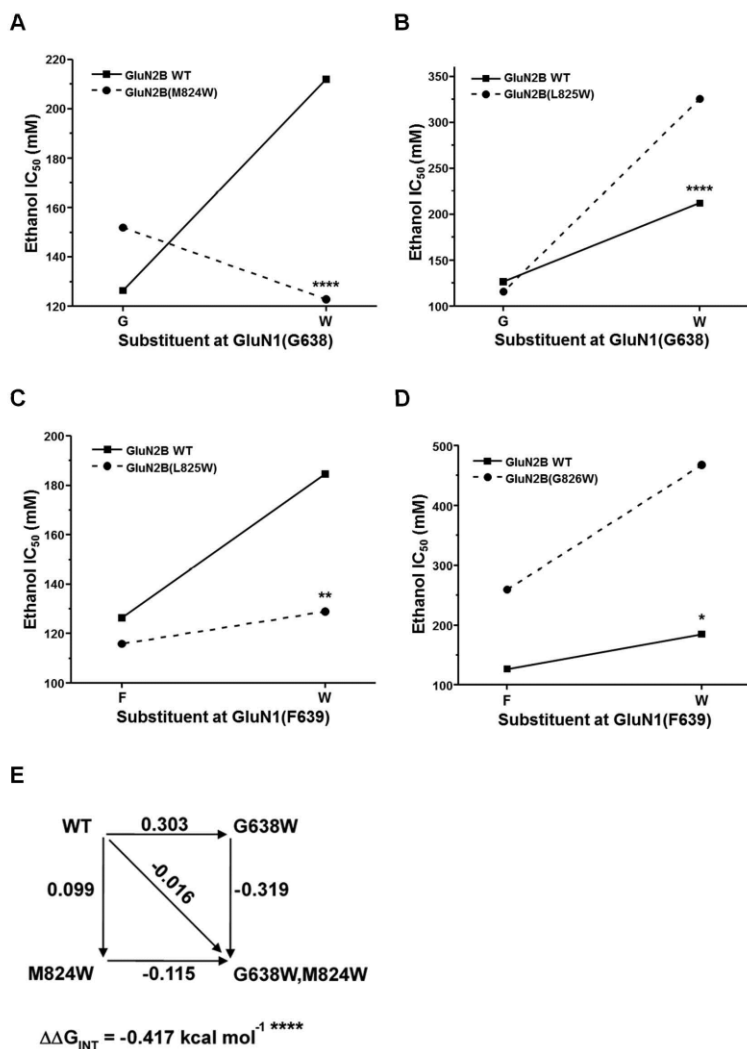 A
220
200
180
160
140
120
GluN2B WT
GluN2B(M824W)
****
G
W
Ethanol IC50 (mM)
Substituent at GluN1(G638)
B
350
300
250
200
150
100
GluN2B WT
GluN2B(L825W)
****
G
W
Ethanol IC50 (mM)
Substituent at GluN1(G638)
C
200
180
160
140
120
100
GluN2B WT
GluN2B(L825W)
**
F
W
Ethanol IC50 (mM)
Substituent at GluN1(F639)
D
500
400
300
200
100
GluN2B WT
GluN2B(G826W)
*
F
W
Ethanol IC50 (mM)
Substituent at GluN1(F639)
E
WT 0.303 G638W
0.099 -0.016 -0.319
M824W -0.115 G638W,M824W
ΔΔGINT = -0.417 kcal mol-1 ****